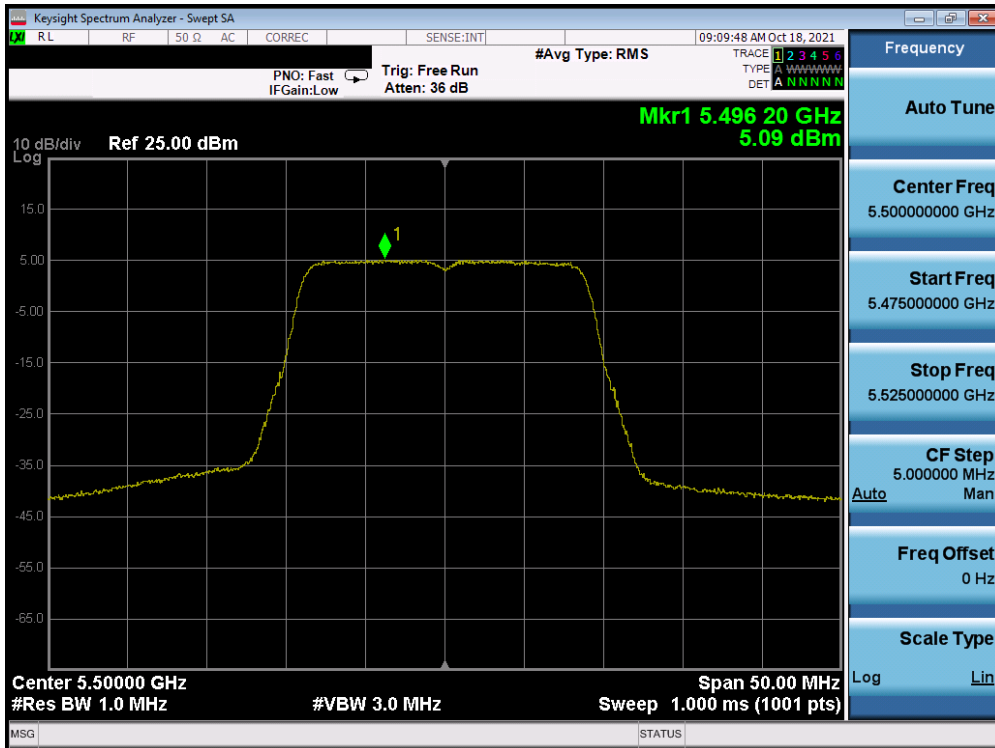 Keysight Spectrum Analyzer - Swept SA
LXI RL RF 50 Ω AC CORREC SENSE:INT 09:09:48 AM Oct 18, 2021
Frequency
#Avg Type: RMS
TRACE 1 2 3 4 5 6
TYPE A WWWWW
DET A N N N N N
PNO: Fast
IFGain:Low
Trig: Free Run
Atten: 36 dB
Auto Tune
Mkr1 5.496 20 GHz
5.09 dBm
10 dB/div
Log
Ref 25.00 dBm
15.0
5.00
-5.00
-15.0
-25.0
-35.0
-45.0
-55.0
-65.0
1
Center Freq
5.500000000 GHz
Start Freq
5.475000000 GHz
Stop Freq
5.525000000 GHz
CF Step
5.000000 MHz
Auto Man
Freq Offset
0 Hz
Scale Type
Log Lin
Center 5.50000 GHz
Span 50.00 MHz
#Res BW 1.0 MHz
#VBW 3.0 MHz
Sweep 1.000 ms (1001 pts)
MSG
STATUS